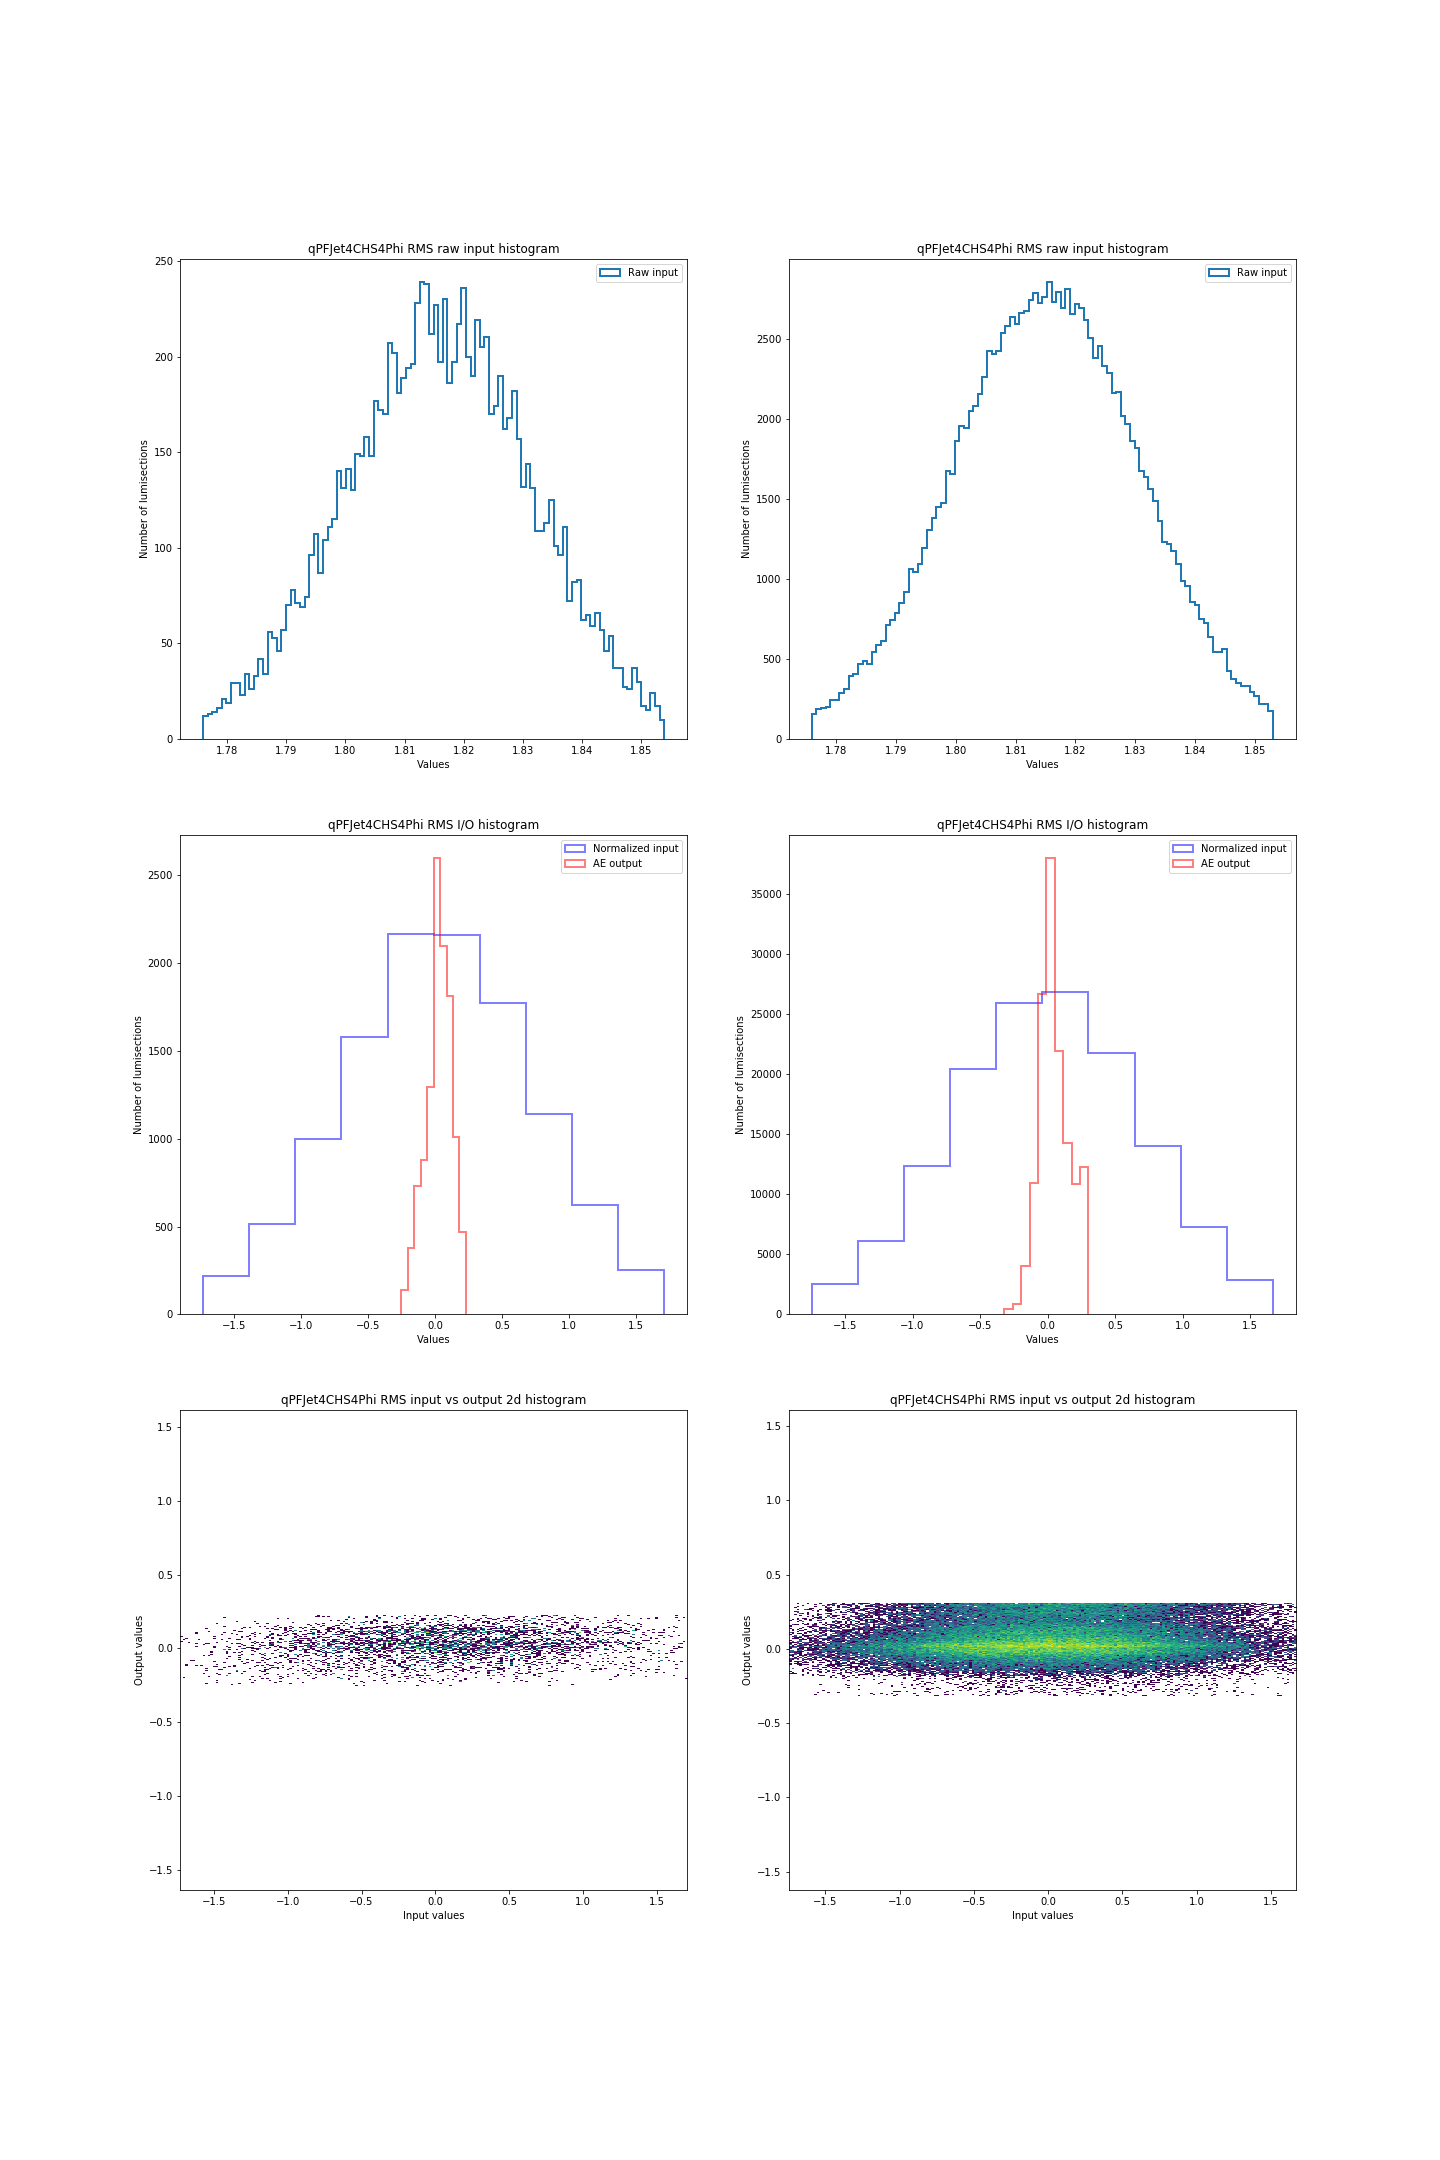 qPFJet4CHS4Phi RMS raw input histogram
Raw input
Number of lumisections
250
200
150
100
50
0
1.78 1.79 1.80 1.81 1.82 1.83 1.84 1.85
Values
qPFJet4CHS4Phi RMS raw input histogram
Raw input
Number of lumisections
2500
2000
1500
1000
500
0
1.78 1.79 1.80 1.81 1.82 1.83 1.84 1.85
Values
qPFJet4CHS4Phi RMS I/O histogram
Normalized input
AE output
Number of lumisections
2500
2000
1500
1000
500
0
−1.5 −1.0 −0.5 0.0 0.5 1.0 1.5
Values
qPFJet4CHS4Phi RMS I/O histogram
Normalized input
AE output
Number of lumisections
35000
30000
25000
20000
15000
10000
5000
0
−1.5 −1.0 −0.5 0.0 0.5 1.0 1.5
Values
qPFJet4CHS4Phi RMS input vs output 2d histogram
Output values
1.5
1.0
0.5
0.0
−0.5
−1.0
−1.5
−1.5 −1.0 −0.5 0.0 0.5 1.0 1.5
Input values
qPFJet4CHS4Phi RMS input vs output 2d histogram
Output values
1.5
1.0
0.5
0.0
−0.5
−1.0
−1.5
−1.5 −1.0 −0.5 0.0 0.5 1.0 1.5
Input values